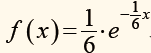 f(x) = 1/6 · e^(-1/6 x)